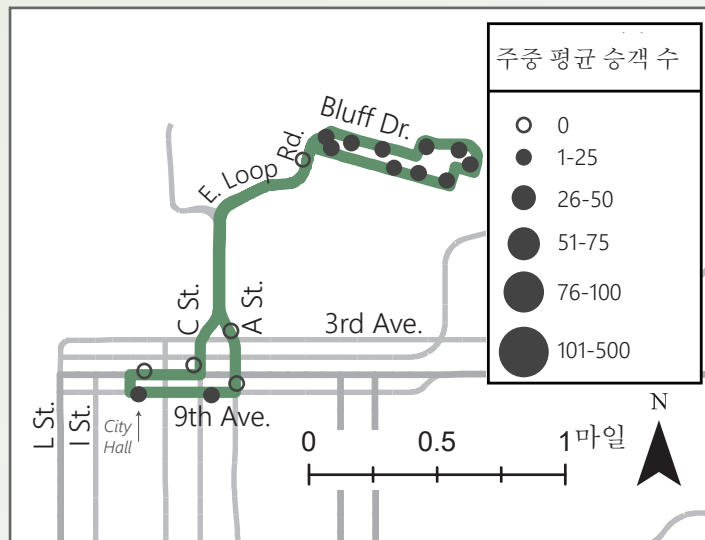 주중 평균 승객 수
0
1-25
26-50
51-75
76-100
101-500
Bluff Dr.
E. Loop Rd.
C St.
A St.
3rd Ave.
9th Ave.
L St.
I St.
City
Hall
0 0.5 1 마일
N